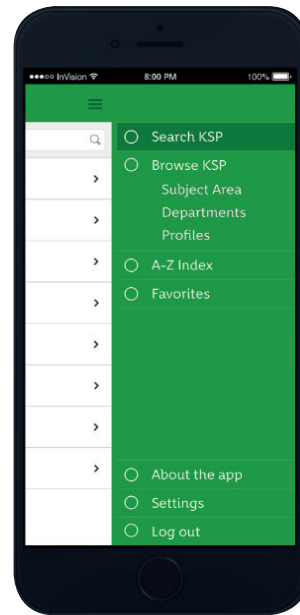 InVision 8:00 PM 100%
Search KSP
Browse KSP
Subject Area
Departments
Profiles
A-Z Index
Favorites
About the app
Settings
Log out